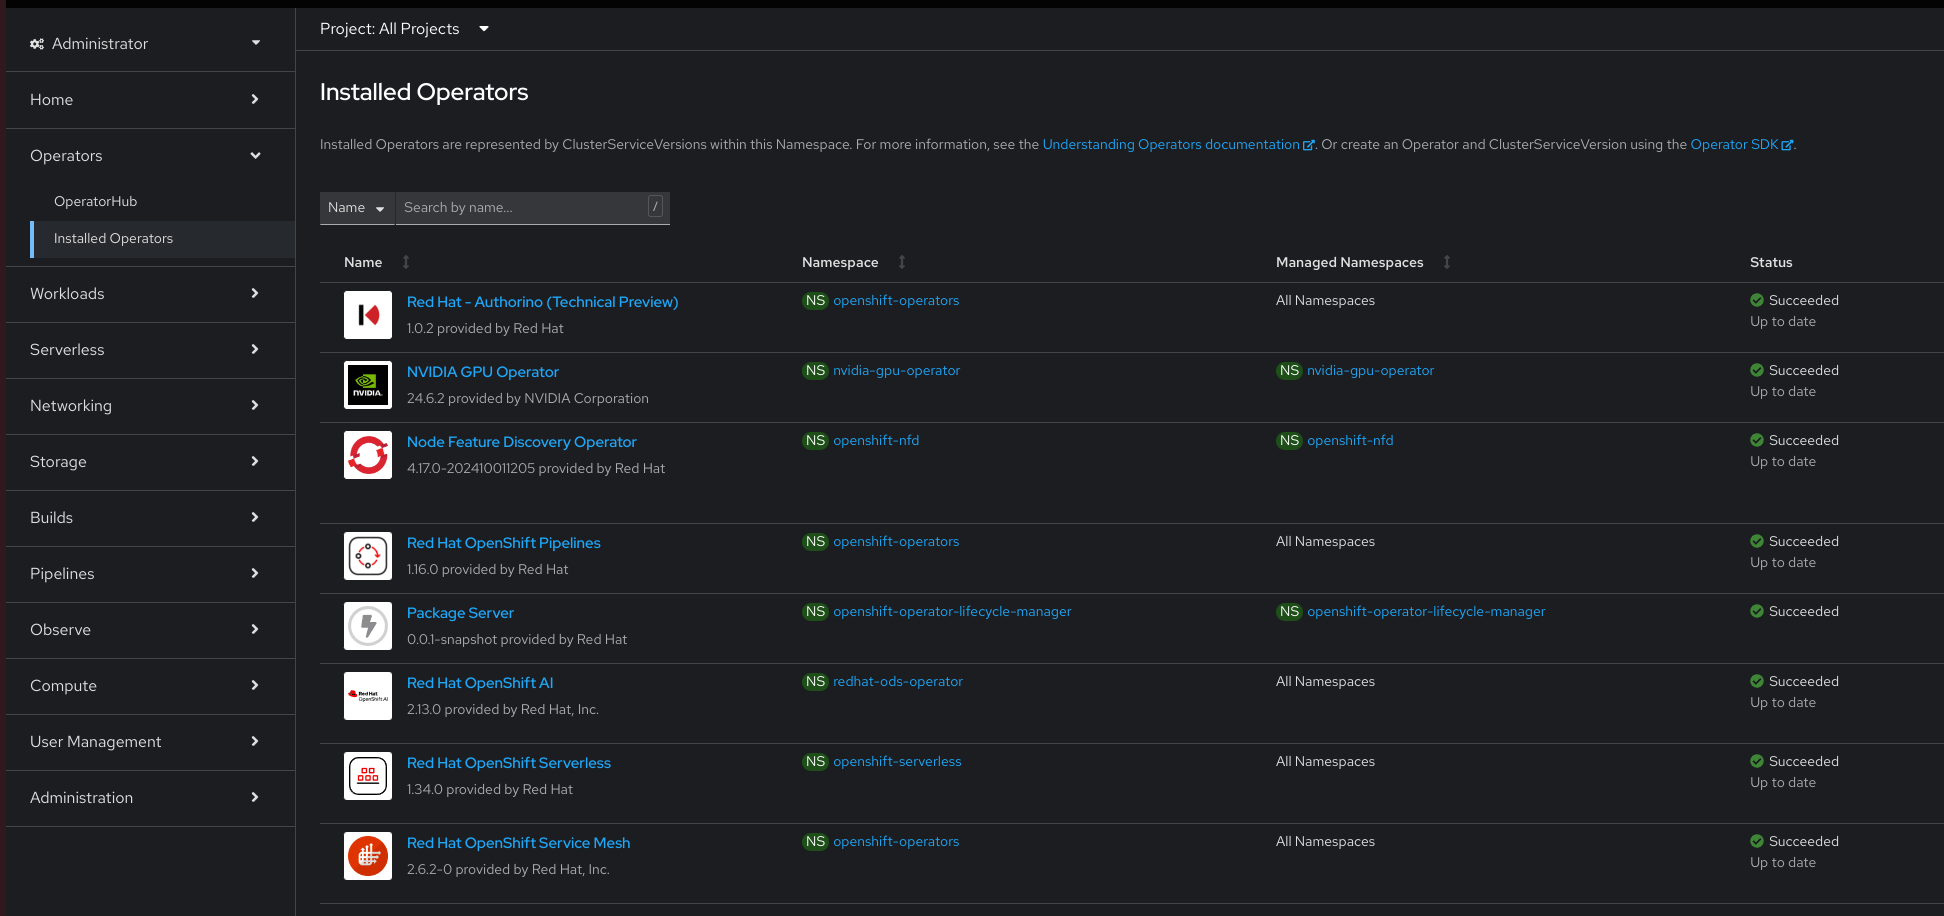 Administrator
Home
Operators
OperatorHub
Installed Operators
Workloads
Serverless
Networking
Storage
Builds
Pipelines
Observe
Compute
User Management
Administration
Project: All Projects
Installed Operators
Installed Operators are represented by ClusterServiceVersions within this Namespace. For more information, see the Understanding Operators documentation. Or create an Operator and ClusterServiceVersion using the Operator SDK.
Name Search by name... /
Name Namespace Managed Namespaces Status
Red Hat - Authorino (Technical Preview) NS openshift-operators All Namespaces Succeeded
1.0.2 provided by Red Hat Up to date
NVIDIA GPU Operator NS nvidia-gpu-operator NS nvidia-gpu-operator Succeeded
NVIDIA. 24.6.2 provided by NVIDIA Corporation Up to date
Node Feature Discovery Operator NS openshift-nfd NS openshift-nfd Succeeded
4.17.0-202410011205 provided by Red Hat Up to date
Red Hat OpenShift Pipelines NS openshift-operators All Namespaces Succeeded
1.16.0 provided by Red Hat Up to date
Package Server NS openshift-operator-lifecycle-manager NS openshift-operator-lifecycle-manager Succeeded
0.0.1-snapshot provided by Red Hat
Red Hat OpenShift AI NS redhat-ods-operator All Namespaces Succeeded
Red Hat
OpenShift AI
2.13.0 provided by Red Hat, Inc. Up to date
Red Hat OpenShift Serverless NS openshift-serverless All Namespaces Succeeded
1.34.0 provided by Red Hat Up to date
Red Hat OpenShift Service Mesh NS openshift-operators All Namespaces Succeeded
2.6.2-0 provided by Red Hat, Inc. Up to date